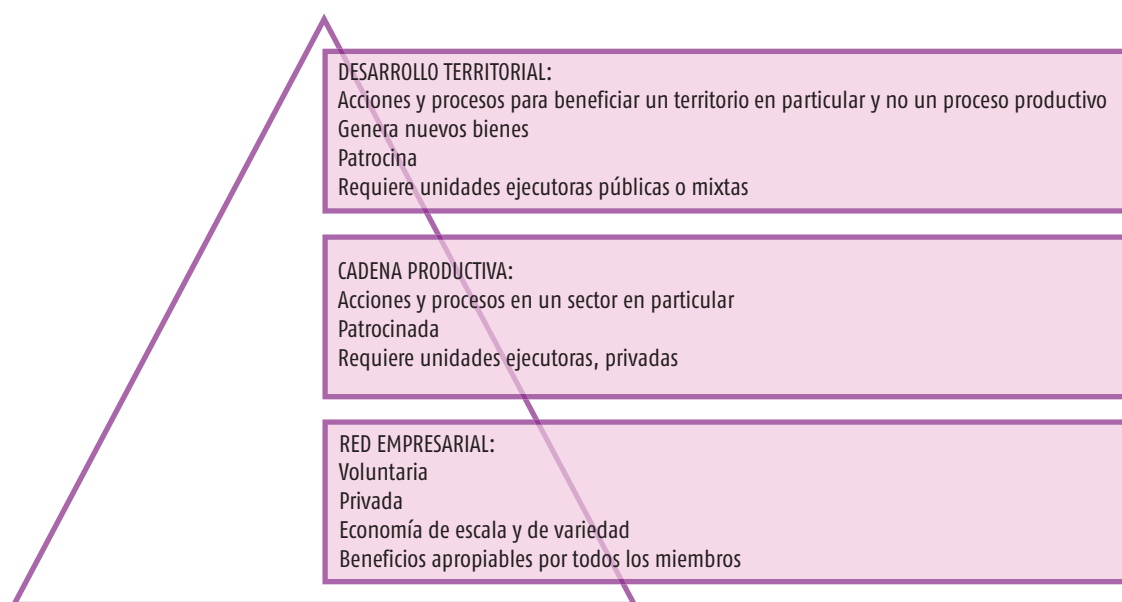 DESARROLLO TERRITORIAL:
Acciones y procesos para beneficiar un territorio en particular y no un proceso productivo
Genera nuevos bienes
Patrocina
Requiere unidades ejecutoras públicas o mixtas
CADENA PRODUCTIVA:
Acciones y procesos en un sector en particular
Patrocinada
Requiere unidades ejecutoras, privadas
RED EMPRESARIAL:
Voluntaria
Privada
Economía de escala y de variedad
Beneficios apropiables por todos los miembros